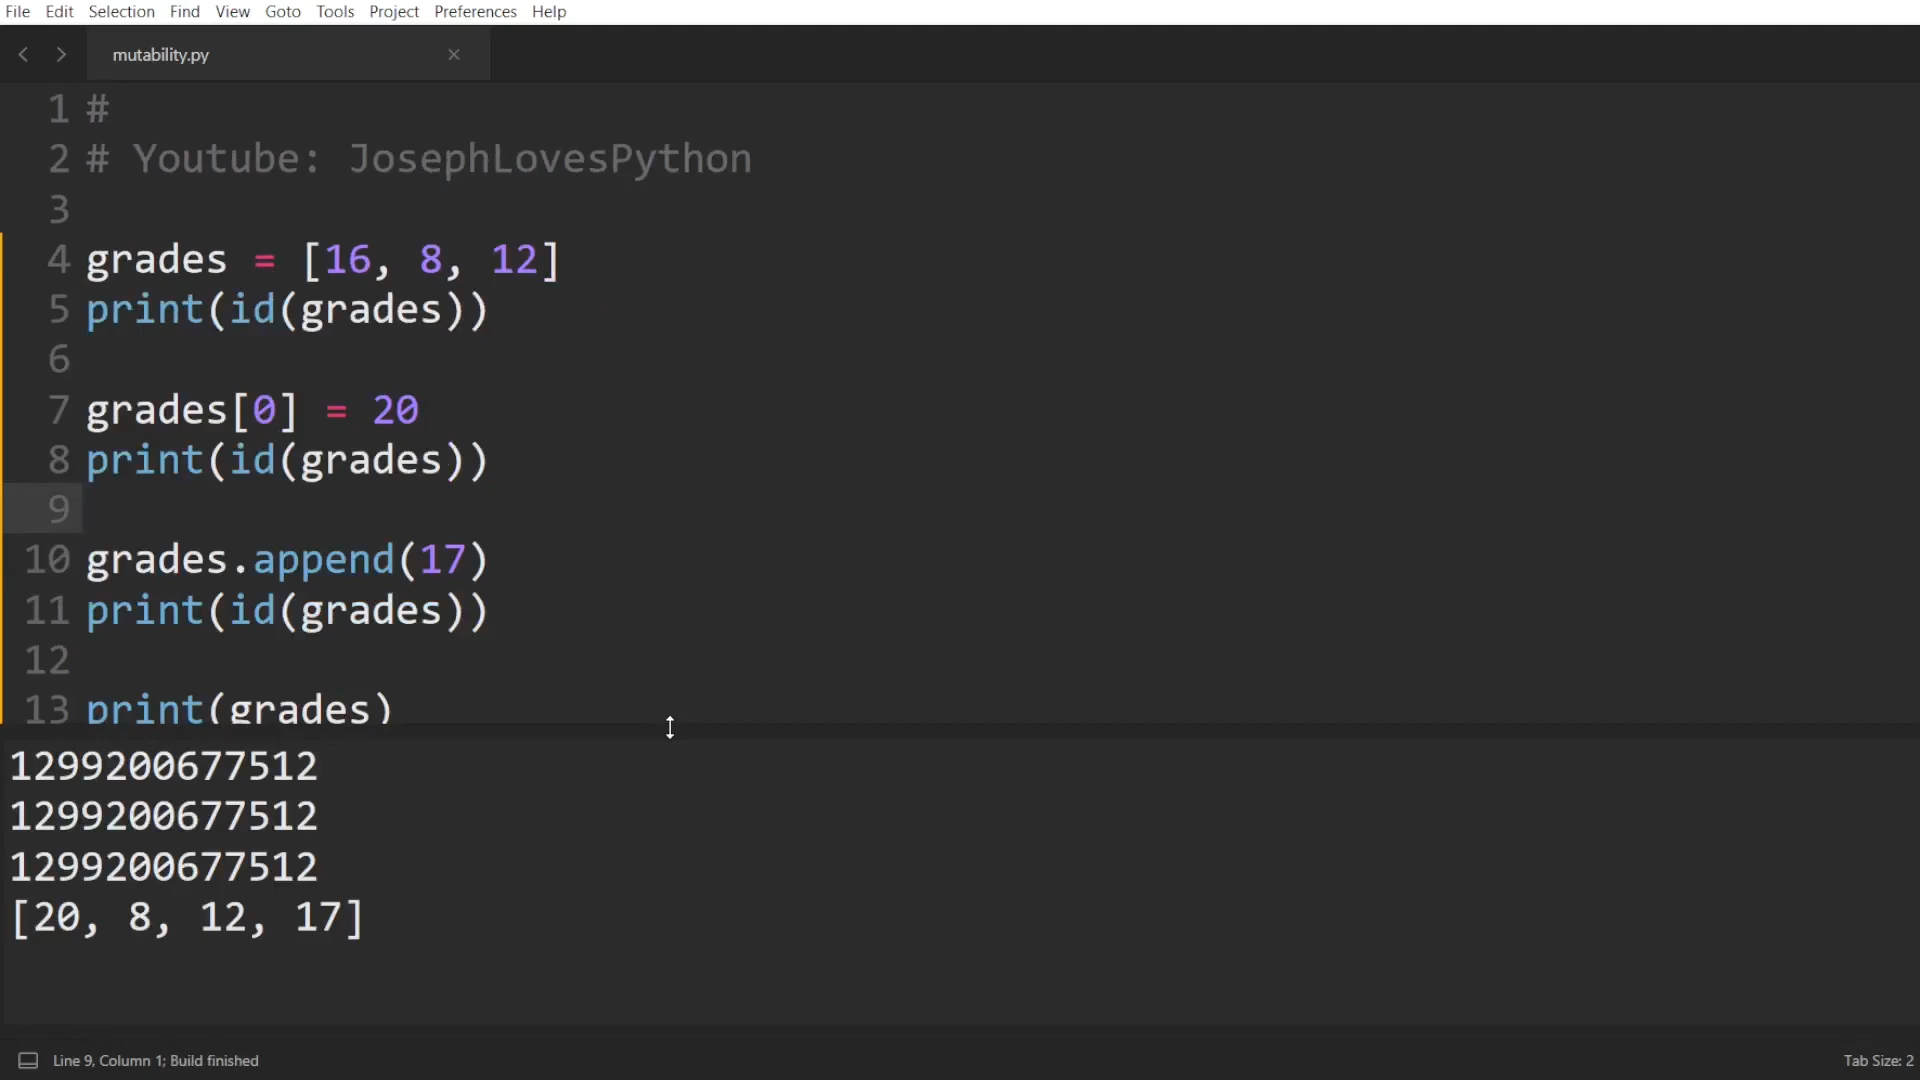 File Edit Selection Find View Goto Tools Project Preferences Help
mutability.py
1 #
2 # Youtube: JosephLovesPython
3
4 grades = [16, 8, 12]
5 print(id(grades))
6
7 grades[0] = 20
8 print(id(grades))
9
10 grades.append(17)
11 print(id(grades))
12
13 print(grades)
1299200677512
1299200677512
1299200677512
[20, 8, 12, 17]
Line 9, Column 1; Build finished
Tab Size: 2